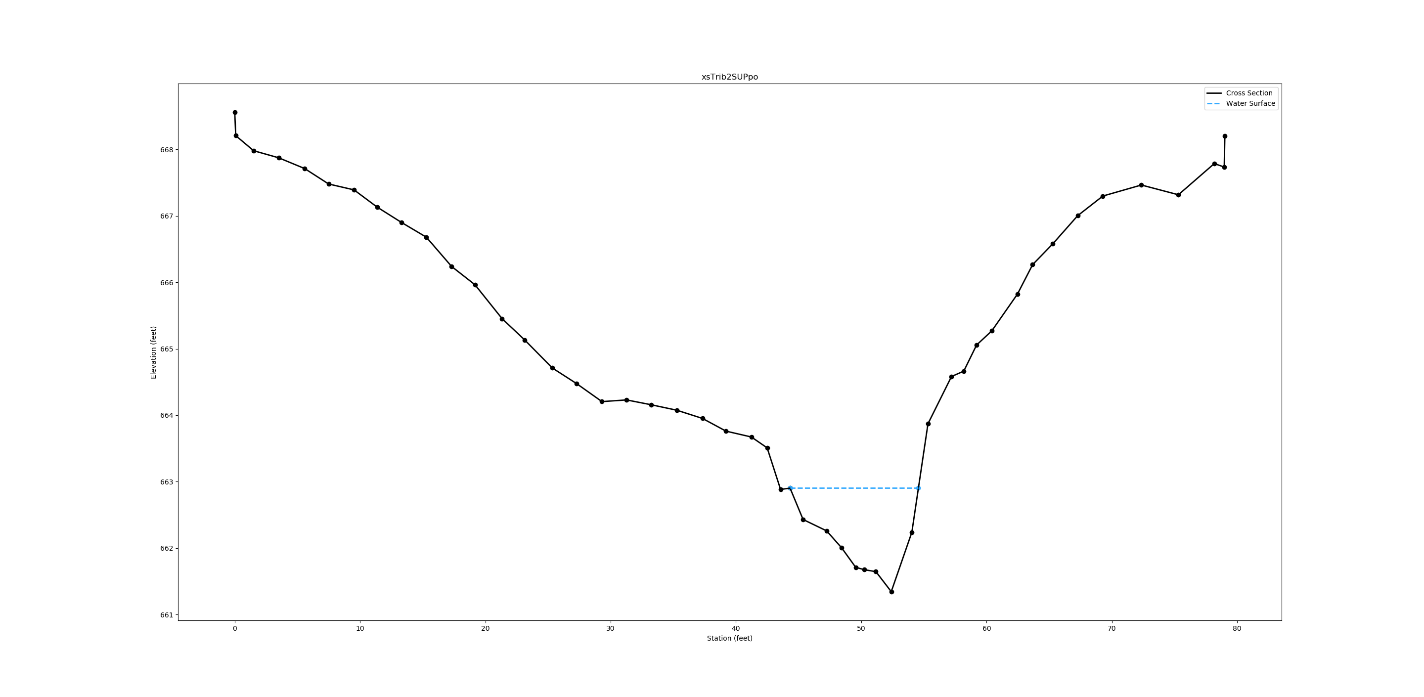 xsTrib2SUPpo
Cross Section
Water Surface
668
667
666
665
664
663
662
661
Elevation (feet)
0 10 20 30 40 50 60 70 80
Station (feet)